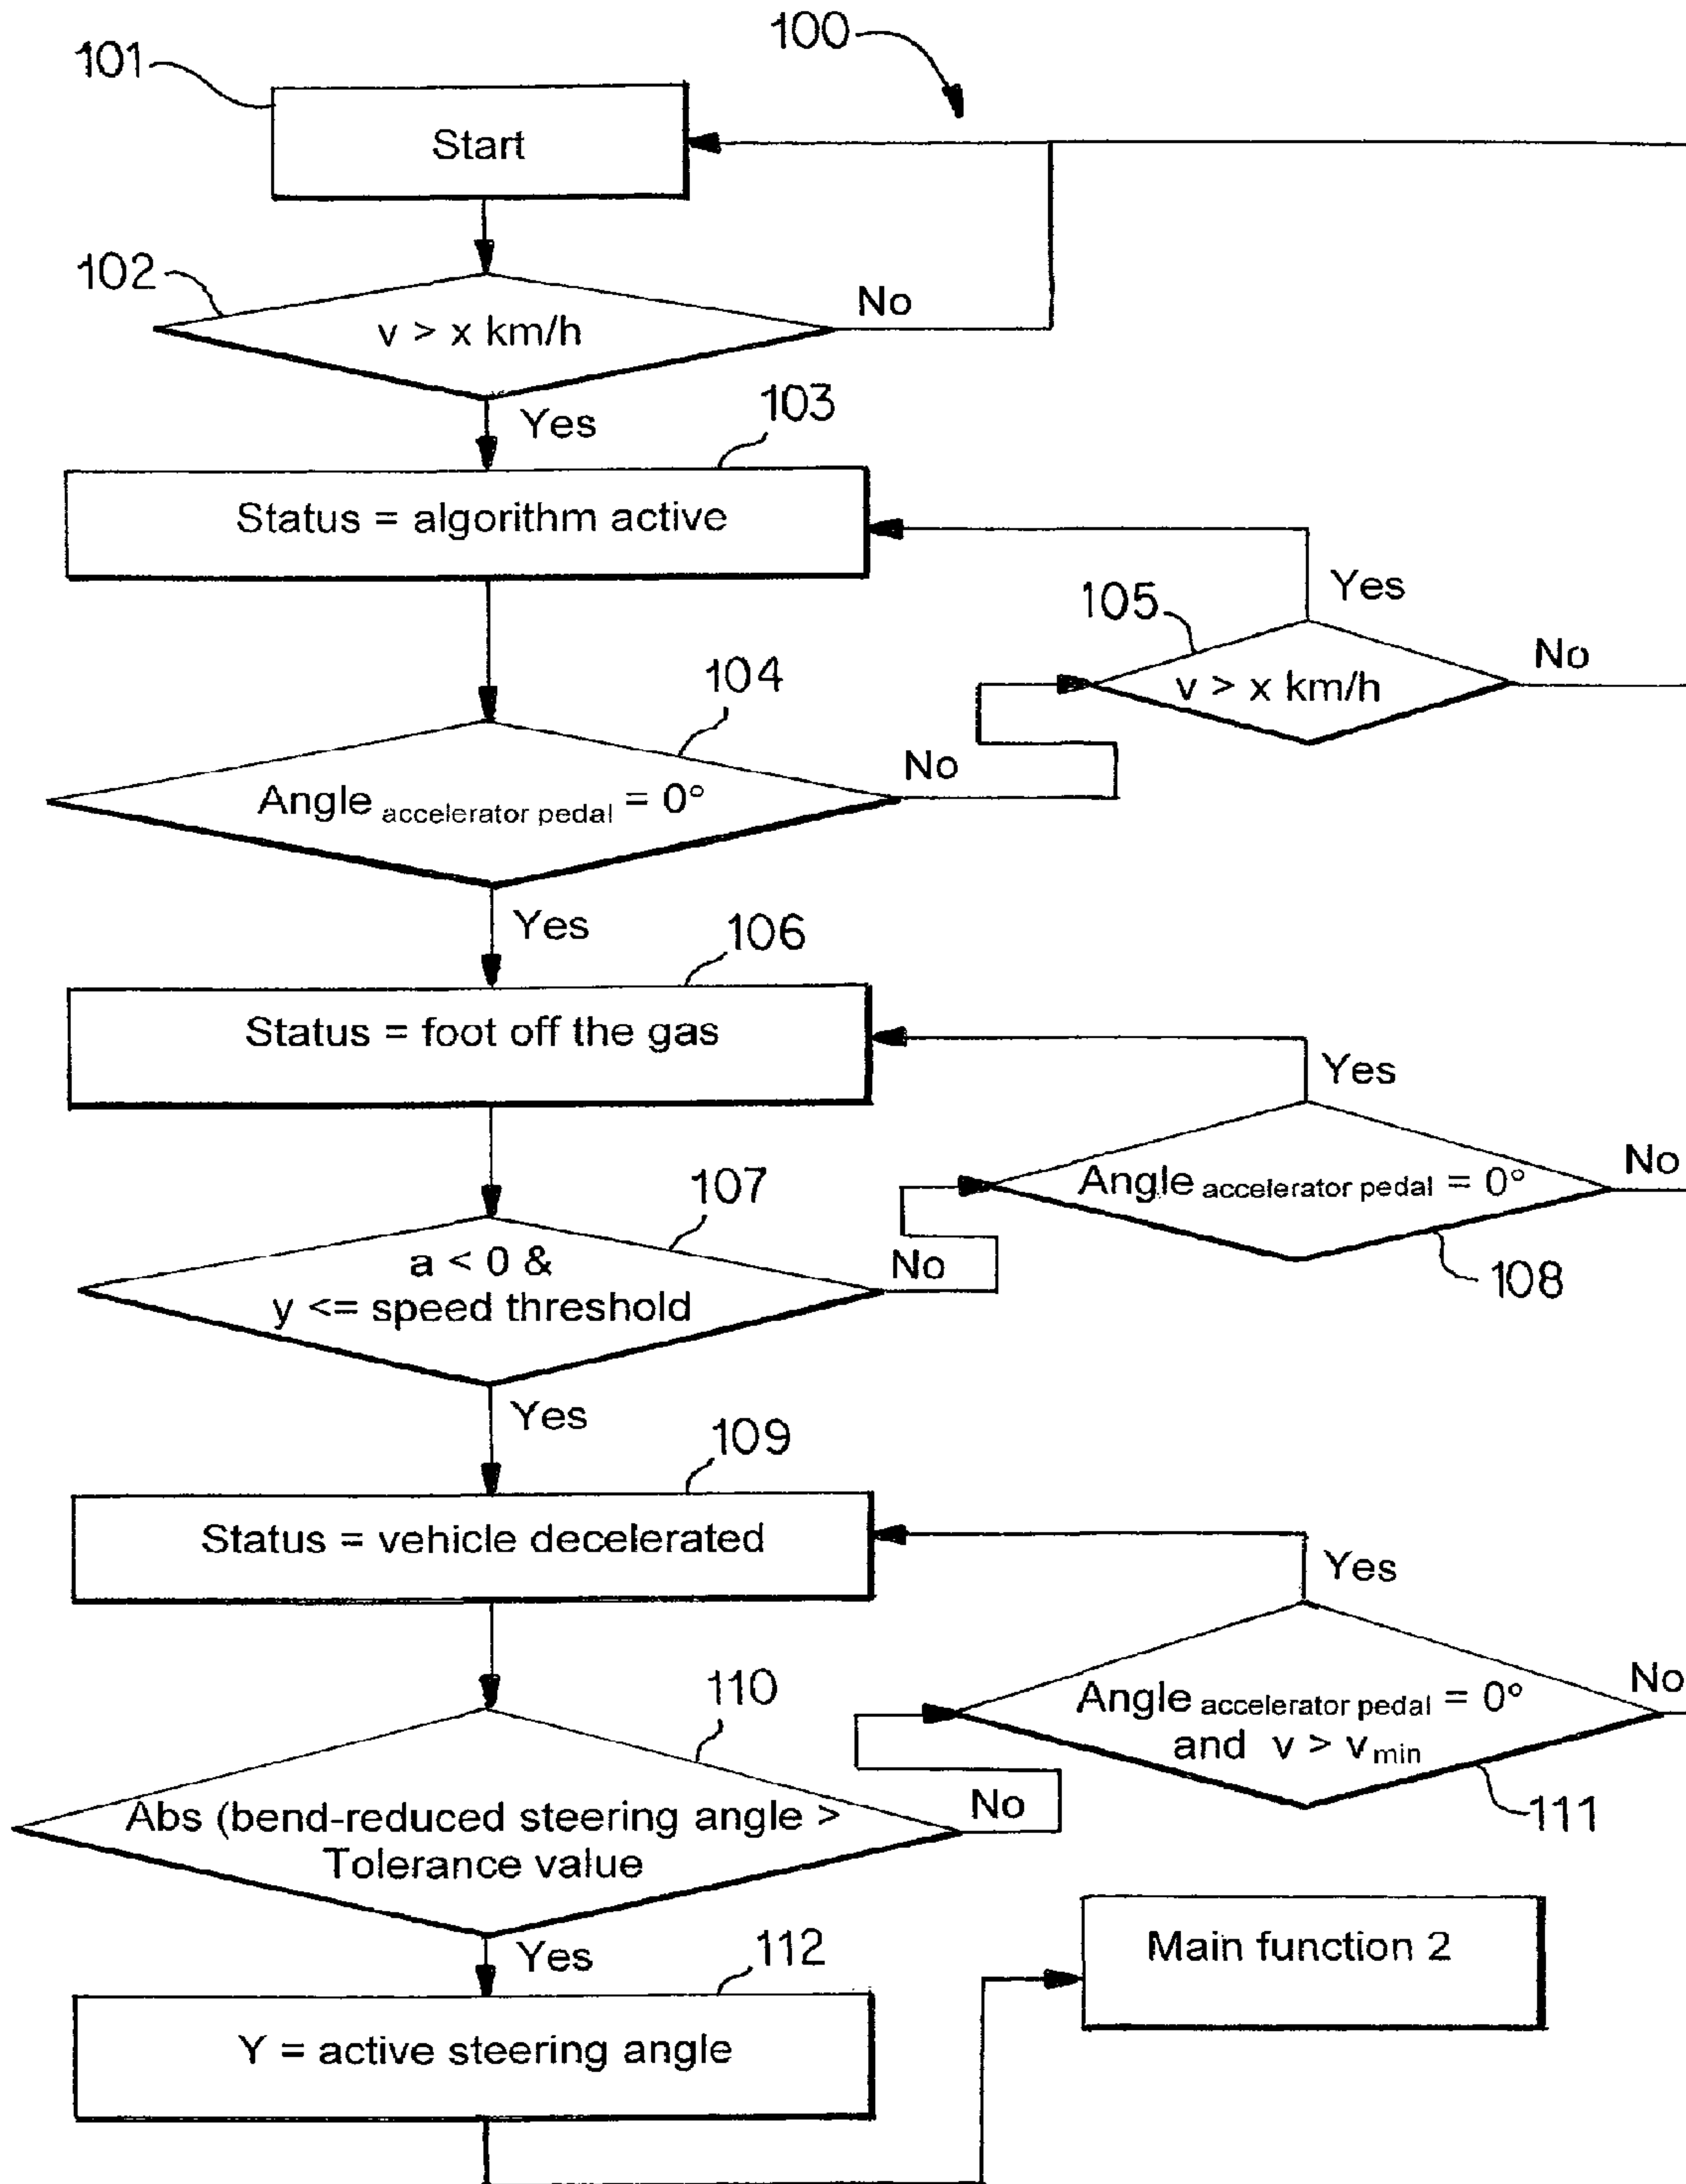 100
101
Start
102
v > x km/h
No
Yes
103
Status = algorithm active
Yes
105
v > x km/h
No
104
Angle accelerator pedal = 0°
No
Yes
106
Status = foot off the gas
Yes
107
a < 0 &
y <= speed threshold
No
Angle accelerator pedal = 0°
No
108
Yes
109
Status = vehicle decelerated
Yes
110
Abs (bend-reduced steering angle >
Tolerance value
No
Angle accelerator pedal = 0°
and v > vmin
No
111
Yes
112
Y = active steering angle
Main function 2